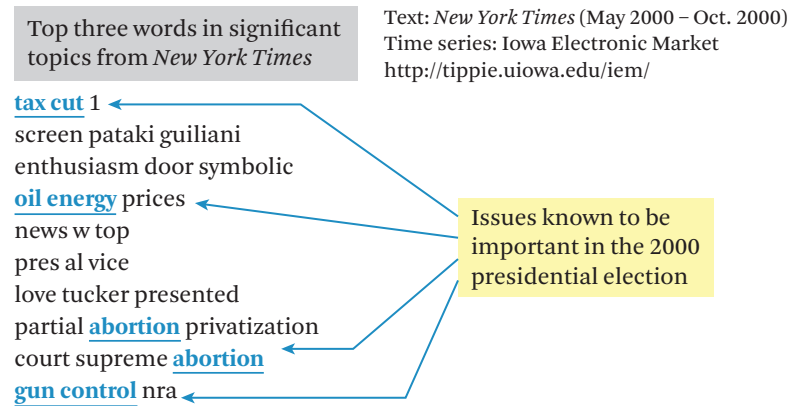 Top three words in significant
topics from New York Times
Text: New York Times (May 2000 – Oct. 2000)
Time series: Iowa Electronic Market
http://tippie.uiowa.edu/iem/
tax cut 1
screen pataki guiliani
enthusiasm door symbolic
oil energy prices
news w top
pres al vice
love tucker presented
partial abortion privatization
court supreme abortion
gun control nra
Issues known to be
important in the 2000
presidential election